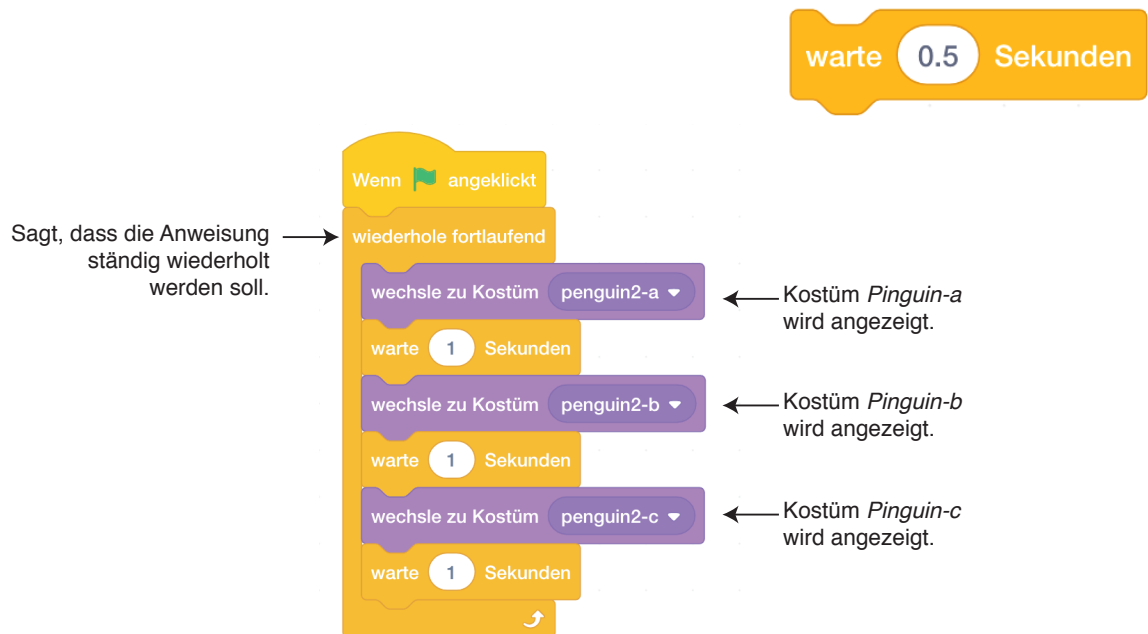 warte 0.5 Sekunden
Wenn angeklickt
Sagt, dass die Anweisung
ständig wiederholt
werden soll.
wiederhole fortlaufend
wechsle zu Kostüm penguin2-a
Kostüm Pinguin-a
wird angezeigt.
warte 1 Sekunden
wechsle zu Kostüm penguin2-b
Kostüm Pinguin-b
wird angezeigt.
warte 1 Sekunden
wechsle zu Kostüm penguin2-c
Kostüm Pinguin-c
wird angezeigt.
warte 1 Sekunden